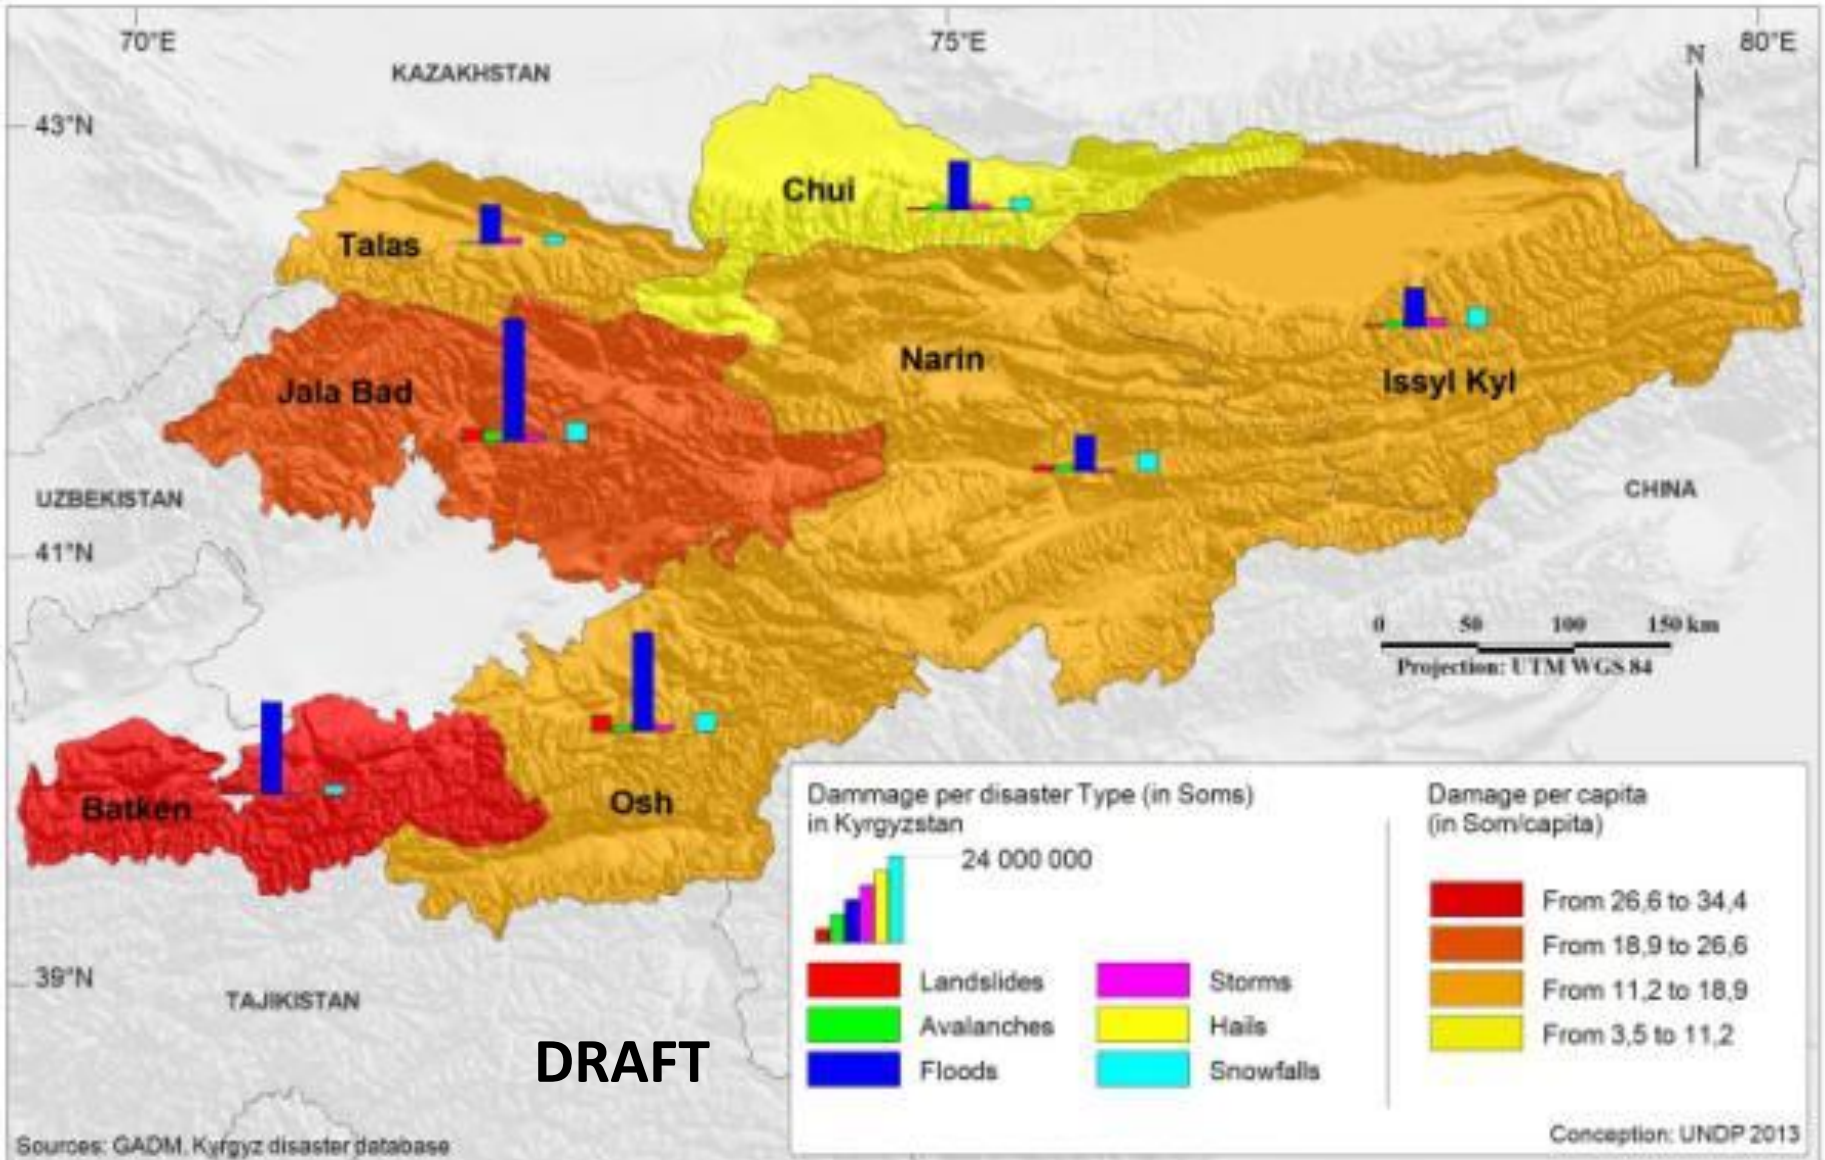 70°E
75°E
80°E
N
KAZAKHSTAN
43°N
Chui
Talas
Narin
Issyl Kyl
Jala Bad
UZBEKISTAN
CHINA
41°N
0 50 100 150 km
Projection: UTM WGS 84
Batken
Osh
Dammage per disaster Type (in Soms)
in Kyrgyzstan
24 000 000
Landslides
Avalanches
Floods
Storms
Hails
Snowfalls
Damage per capita
(in Som/capita)
From 26,6 to 34,4
From 18,9 to 26,6
From 11,2 to 18,9
From 3,5 to 11,2
39°N
TAJIKISTAN
DRAFT
Sources: GADM, Kyrgyz disaster database
Conception: UNDP 2013